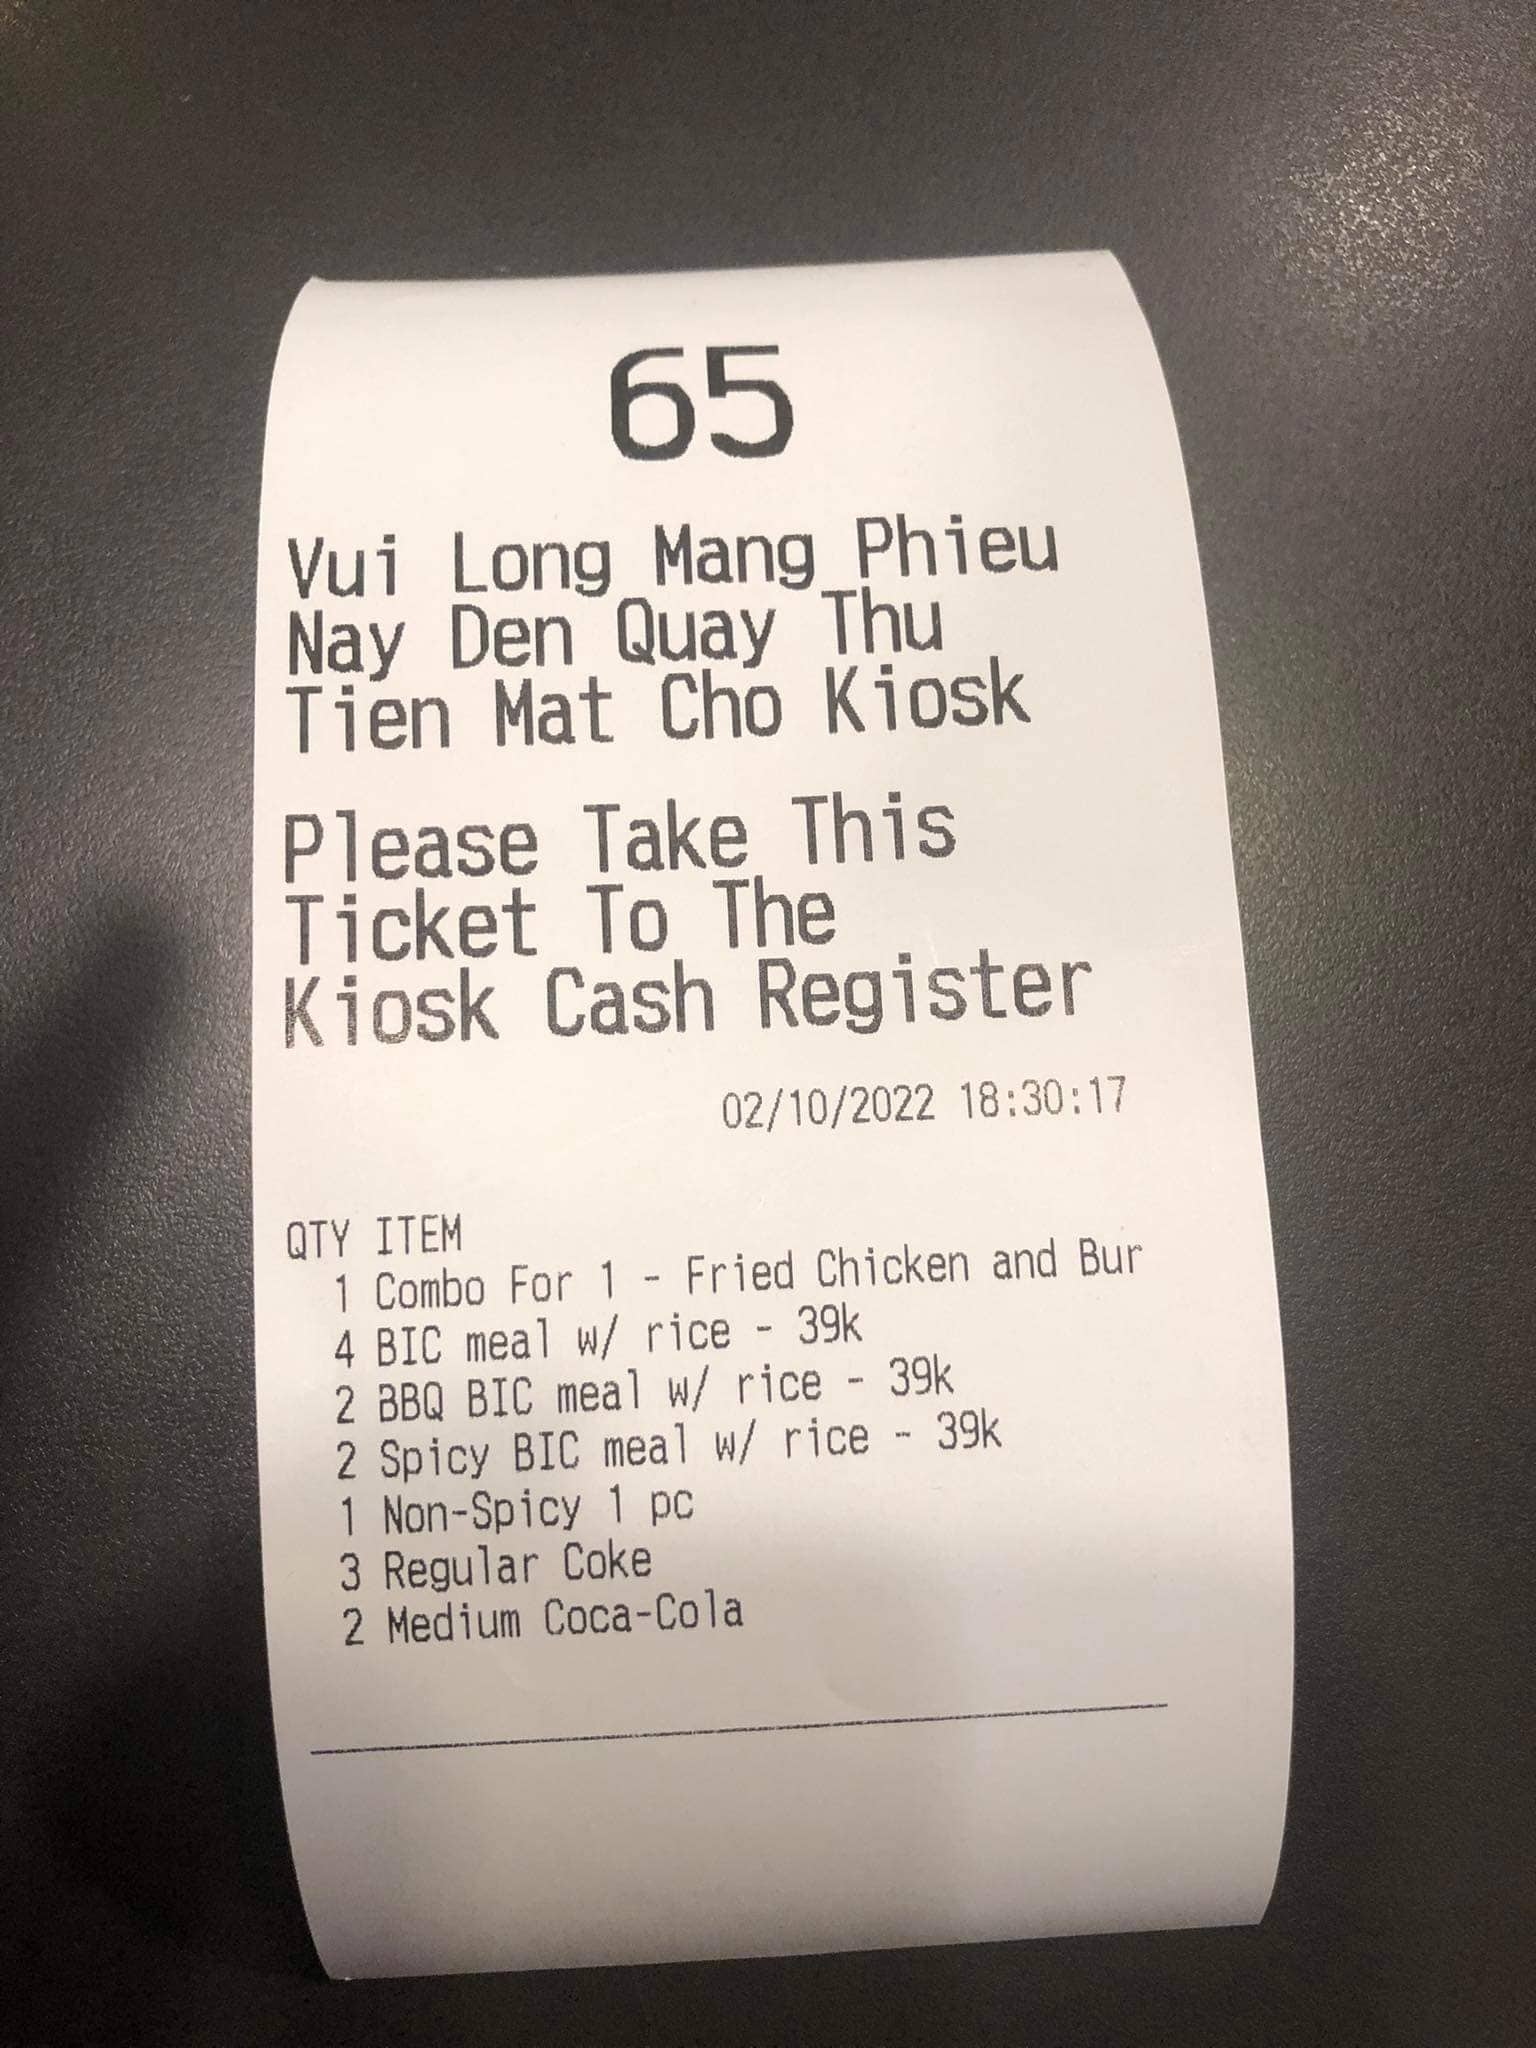 65
Vui Long Mang Phieu
Nay Den Quay Thu
Tien Mat Cho Kiosk
Please Take This
Ticket To The
Kiosk Cash Register
02/10/2022 18:30:17
QTY ITEM
1 Combo For 1 - Fried Chicken and Bur
4 BIC meal w/ rice - 39k
2 BBQ BIC meal w/ rice - 39k
2 Spicy BIC meal w/ rice - 39k
1 Non-Spicy 1 pc
3 Regular Coke
2 Medium Coca-Cola